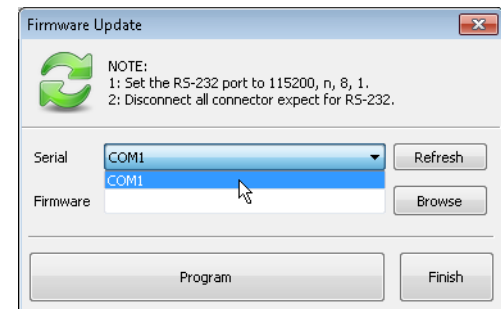 Firmware Update
NOTE:
1: Set the RS-232 port to 115200, n, 8, 1.
2: Disconnect all connector expect for RS-232.
Serial COM1 Refresh
COM1
Firmware Browse
Program Finish